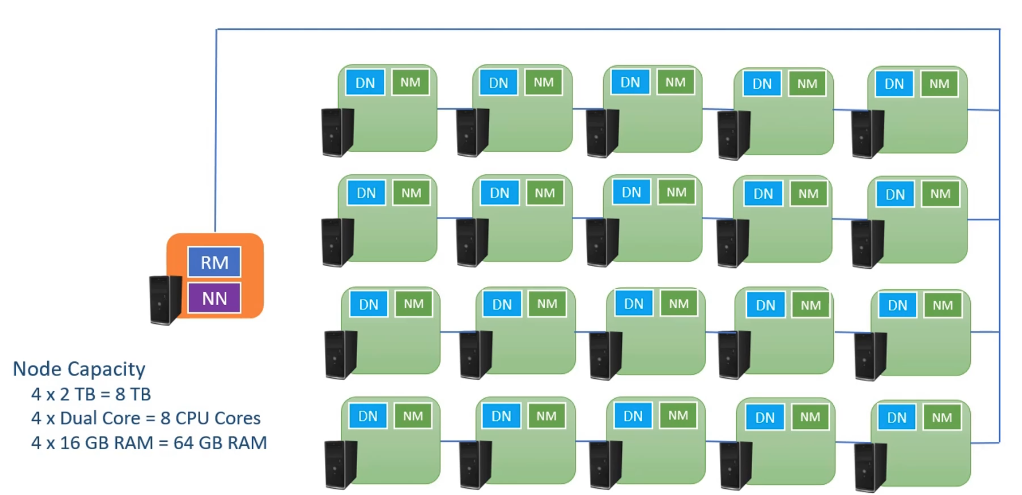 DN NM DN NM DN NM DN NM DN NM
DN NM DN NM DN NM DN NM DN NM
RM
NN
DN NM DN NM DN NM DN NM DN NM
Node Capacity
4 x 2 TB = 8 TB
4 x Dual Core = 8 CPU Cores
4 x 16 GB RAM = 64 GB RAM
DN NM DN NM DN NM DN NM DN NM